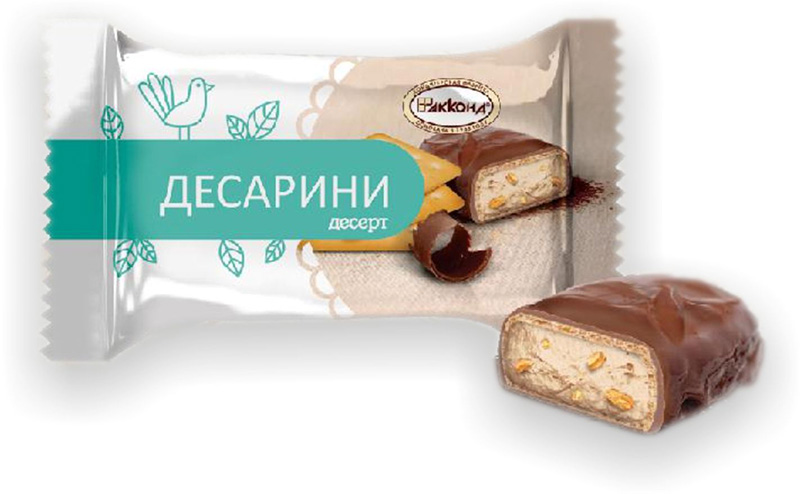 АККОНД
ДЕСАРИНИ
десерт